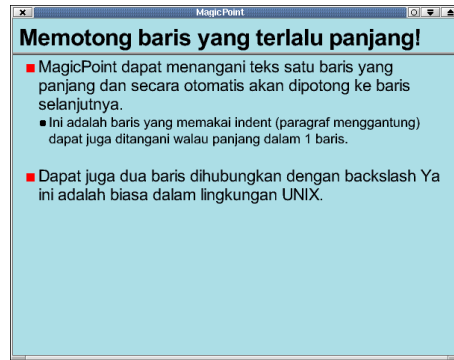 MagicPoint
Memotong baris yang terlalu panjang!
MagicPoint dapat menangani teks satu baris yang
panjang dan secara otomatis akan dipotong ke baris
selanjutnya.
Ini adalah baris yang memakai indent (paragraf menggantung)
dapat juga ditangani walau panjang dalam 1 baris.
Dapat juga dua baris dihubungkan dengan backslash Ya
ini adalah biasa dalam lingkungan UNIX.